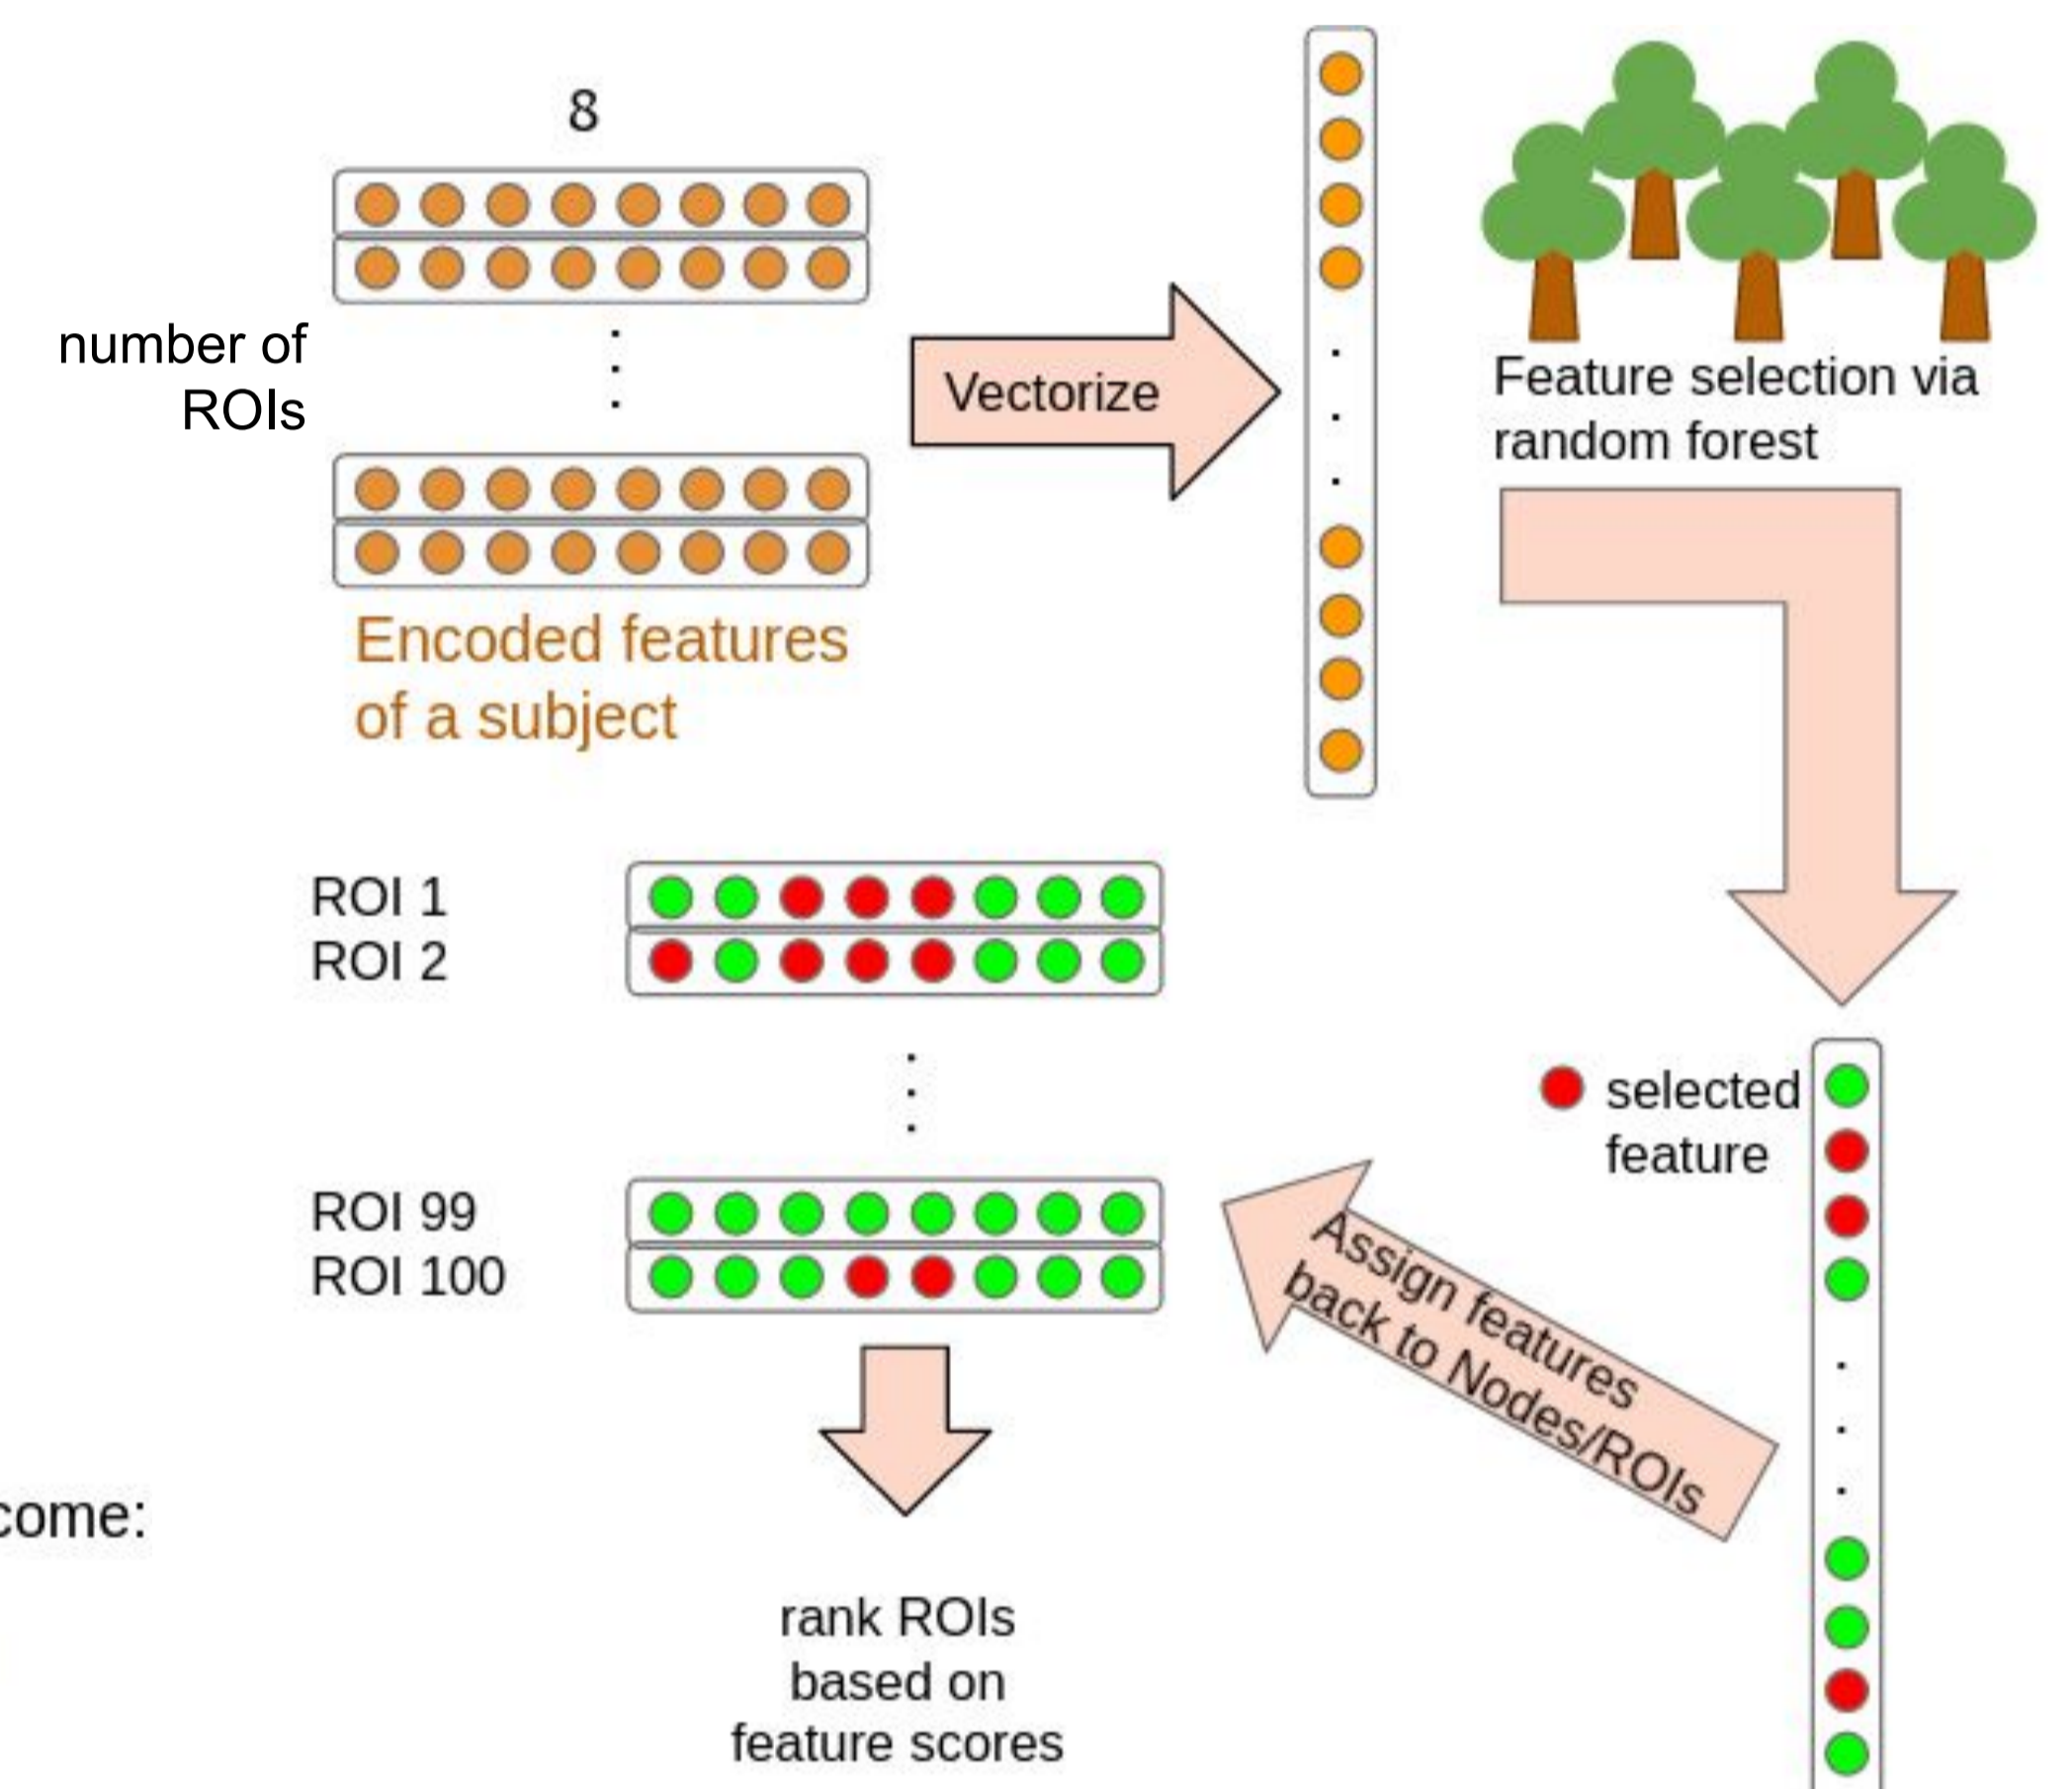 8
number of
ROIs
Vectorize
Feature selection via
random forest
Encoded features
of a subject
ROI 1
ROI 2
ROI 99
ROI 100
selected
feature
Assign features
back to Nodes/ROIs
come:
rank ROIs
based on
feature scores